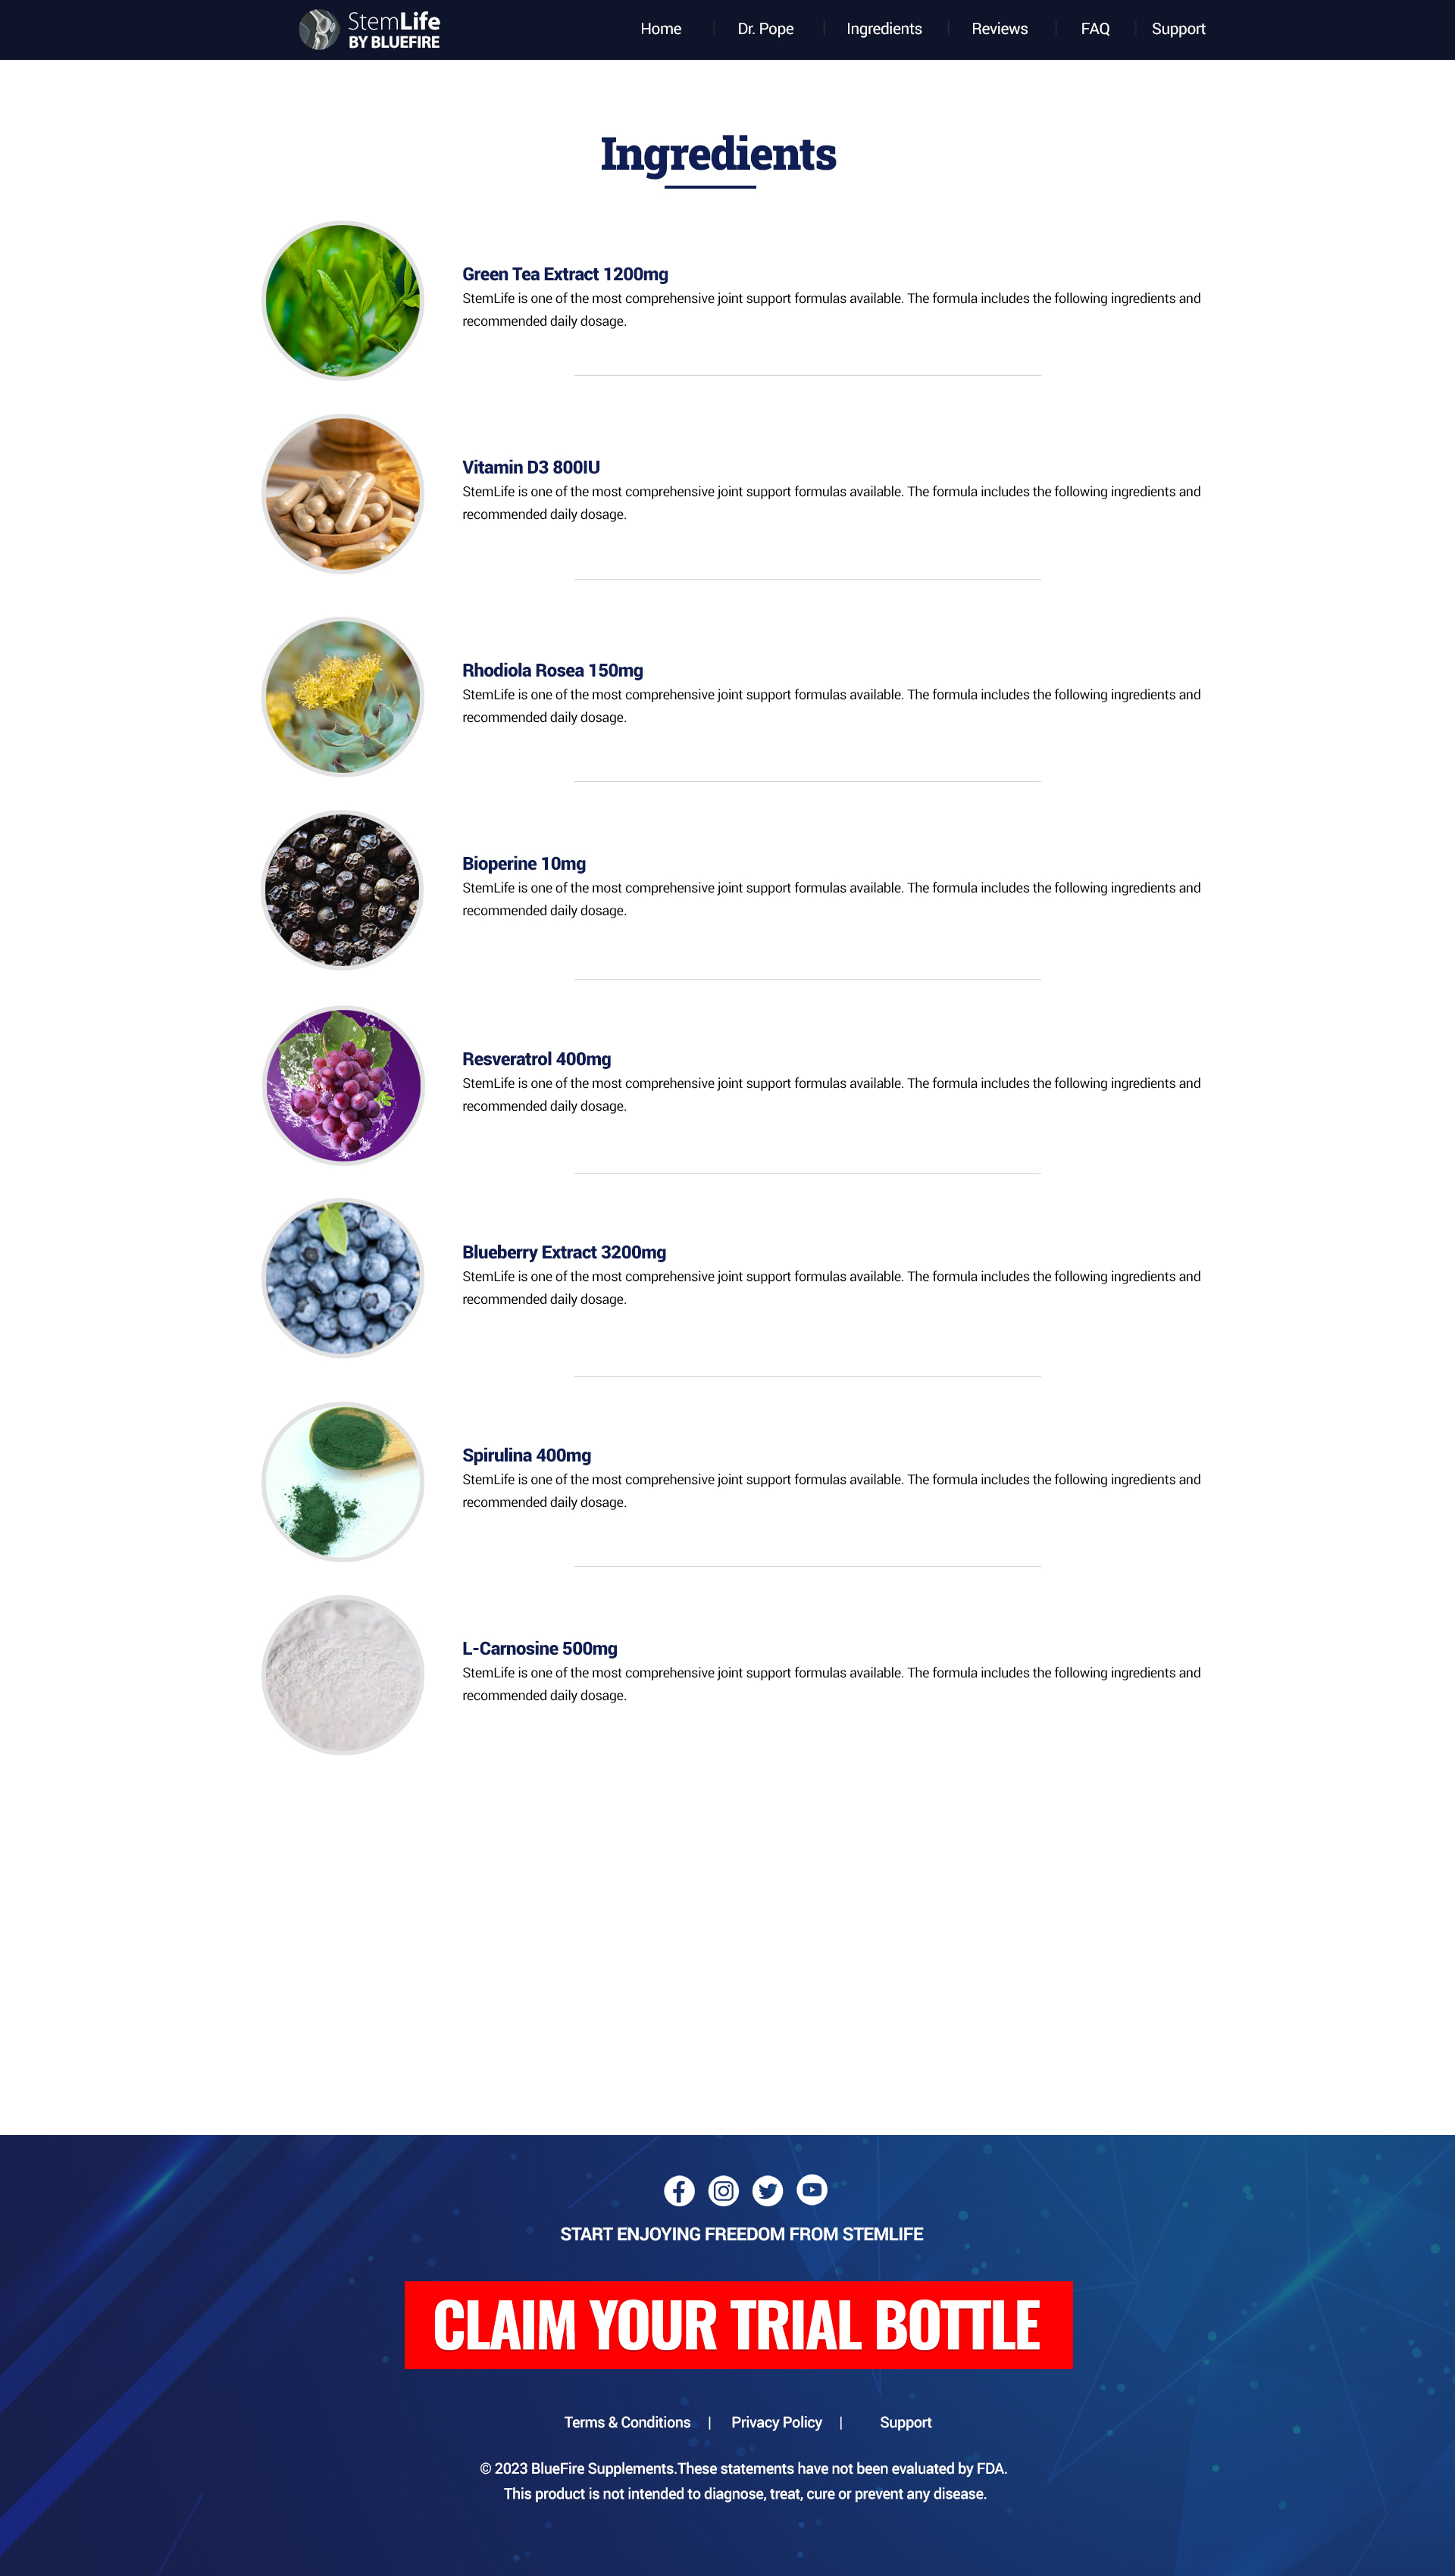 StemLife
BY BLUEFIRE
Home | Dr. Pope | Ingredients | Reviews | FAQ | Support
Ingredients
Green Tea Extract 1200mg
StemLife is one of the most comprehensive joint support formulas available. The formula includes the following ingredients and
recommended daily dosage.
Vitamin D3 800IU
StemLife is one of the most comprehensive joint support formulas available. The formula includes the following ingredients and
recommended daily dosage.
Rhodiola Rosea 150mg
StemLife is one of the most comprehensive joint support formulas available. The formula includes the following ingredients and
recommended daily dosage.
Bioperine 10mg
StemLife is one of the most comprehensive joint support formulas available. The formula includes the following ingredients and
recommended daily dosage.
Resveratrol 400mg
StemLife is one of the most comprehensive joint support formulas available. The formula includes the following ingredients and
recommended daily dosage.
Blueberry Extract 3200mg
StemLife is one of the most comprehensive joint support formulas available. The formula includes the following ingredients and
recommended daily dosage.
Spirulina 400mg
StemLife is one of the most comprehensive joint support formulas available. The formula includes the following ingredients and
recommended daily dosage.
L-Carnosine 500mg
StemLife is one of the most comprehensive joint support formulas available. The formula includes the following ingredients and
recommended daily dosage.
START ENJOYING FREEDOM FROM STEMLIFE
CLAIM YOUR TRIAL BOTTLE
Terms & Conditions | Privacy Policy | Support
© 2023 BlueFire Supplements.These statements have not been evaluated by FDA.
This product is not intended to diagnose, treat, cure or prevent any disease.